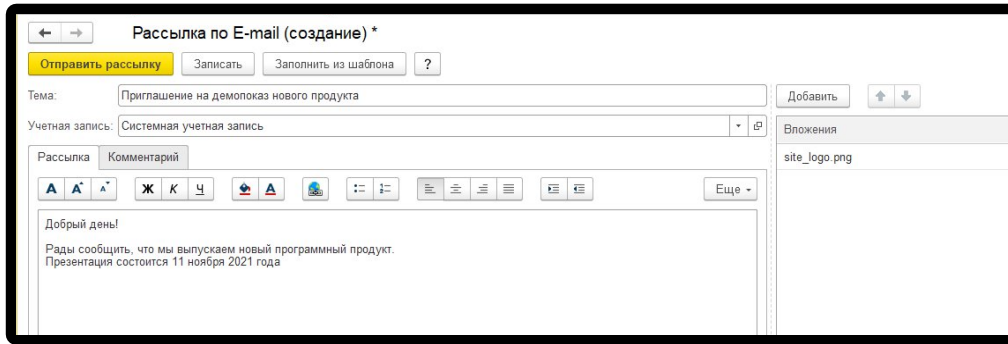 Рассылка по E-mail (создание) *
Отправить рассылку Записать Заполнить из шаблона ?
Тема: Приглашение на демопоказ нового продукта
Учетная запись: Системная учетная запись
Добавить
Вложения
site_logo.png
Рассылка Комментарий
А А А Ж К Ч А Еще
Добрый день!
Рады сообщить, что мы выпускаем новый программный продукт.
Презентация состоится 11 ноября 2021 года